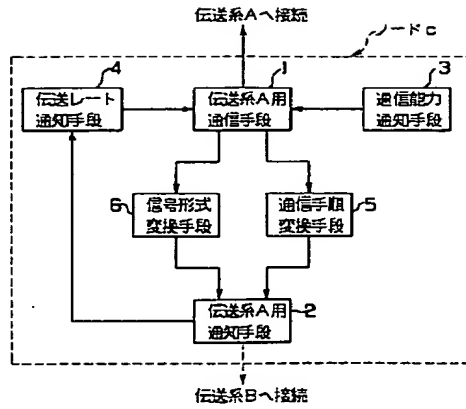 伝送系Aへ接続
ノードc
4
伝送レート
通知手段
1
伝送系A用
通信手段
3
通信能力
通知手段
6
信号形式
変換手段
通信手順
変換手段
5
伝送系A用
通知手段
2
伝送系Bへ接続